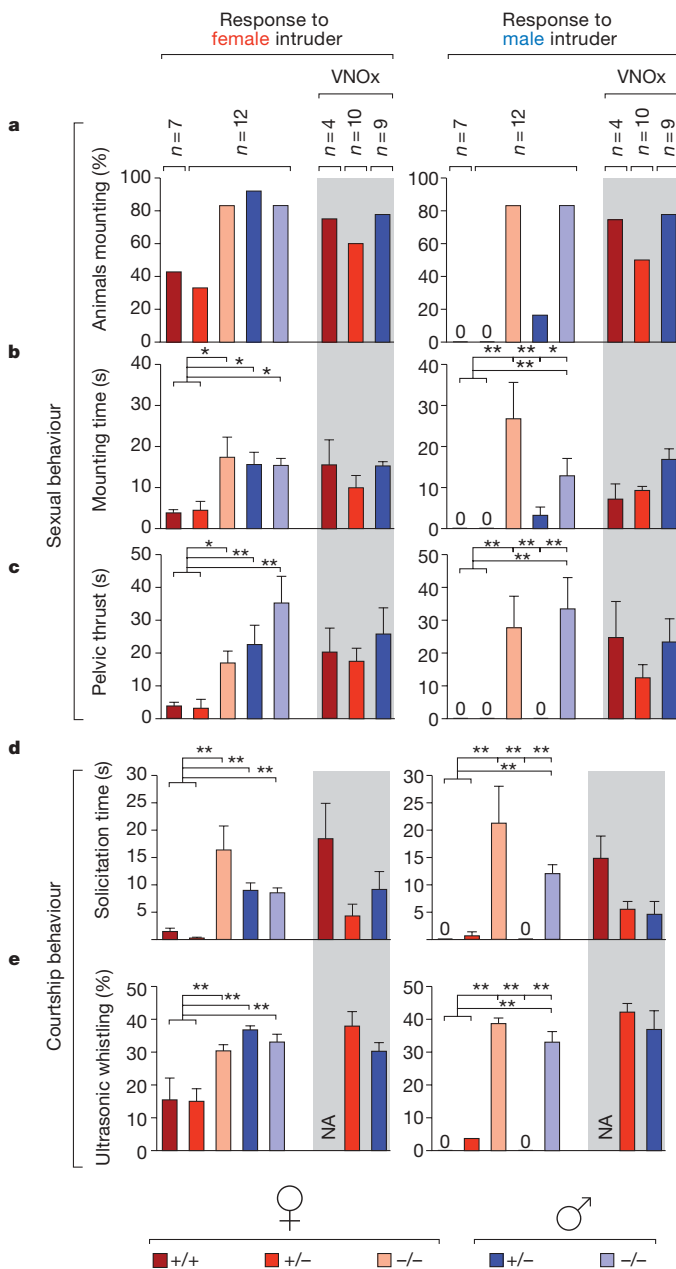 Response to female intruder
Response to male intruder
VNOx
VNOx
a
n = 7
n = 12
n = 4
n = 10
n = 9
n = 7
n = 12
n = 4
n = 10
n = 9
Sexual behaviour
Animals mounting (%)
100
80
60
40
20
0
100
80
60
40
20
0
0 0
b
Mounting time (s)
40
30
20
10
0
*
*
*
40
30
20
10
0
** ** *
**
0 0
c
Pelvic thrust (s)
50
40
30
20
10
0
*
**
**
50
40
30
20
10
0
** ** **
**
0 0 0
Courtship behaviour
d
Solicitation time (s)
30
25
20
15
10
5
**
**
**
30
25
20
15
10
5
** ** **
**
0 0
e
Ultrasonic whistling (%)
50
40
30
20
10
0
**
**
**
NA
50
40
30
20
10
0
** ** **
**
0 0
NA
♀ ♂
+/+ +/− −/− +/− −/−